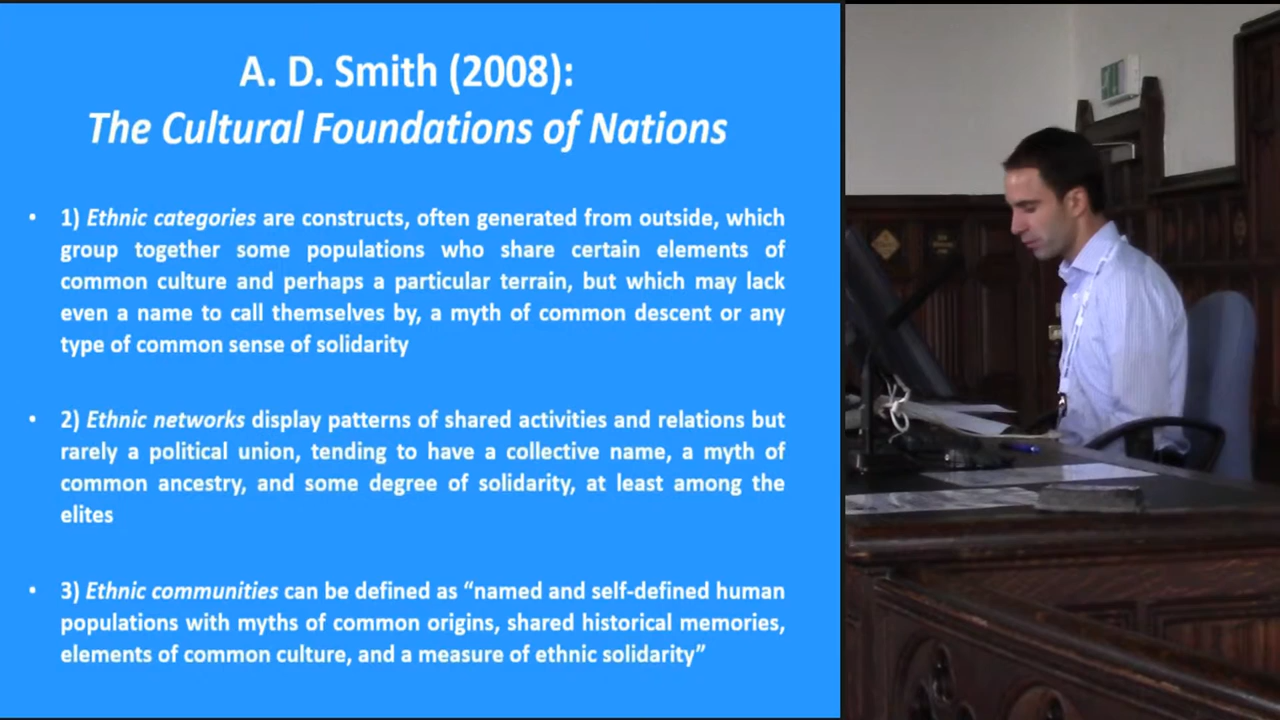 A. D. Smith (2008):
The Cultural Foundations of Nations
• 1) Ethnic categories are constructs, often generated from outside, which
group together some populations who share certain elements of
common culture and perhaps a particular terrain, but which may lack
even a name to call themselves by, a myth of common descent or any
type of common sense of solidarity
• 2) Ethnic networks display patterns of shared activities and relations but
rarely a political union, tending to have a collective name, a myth of
common ancestry, and some degree of solidarity, at least among the
elites
• 3) Ethnic communities can be defined as “named and self-defined human
populations with myths of common origins, shared historical memories,
elements of common culture, and a measure of ethnic solidarity”